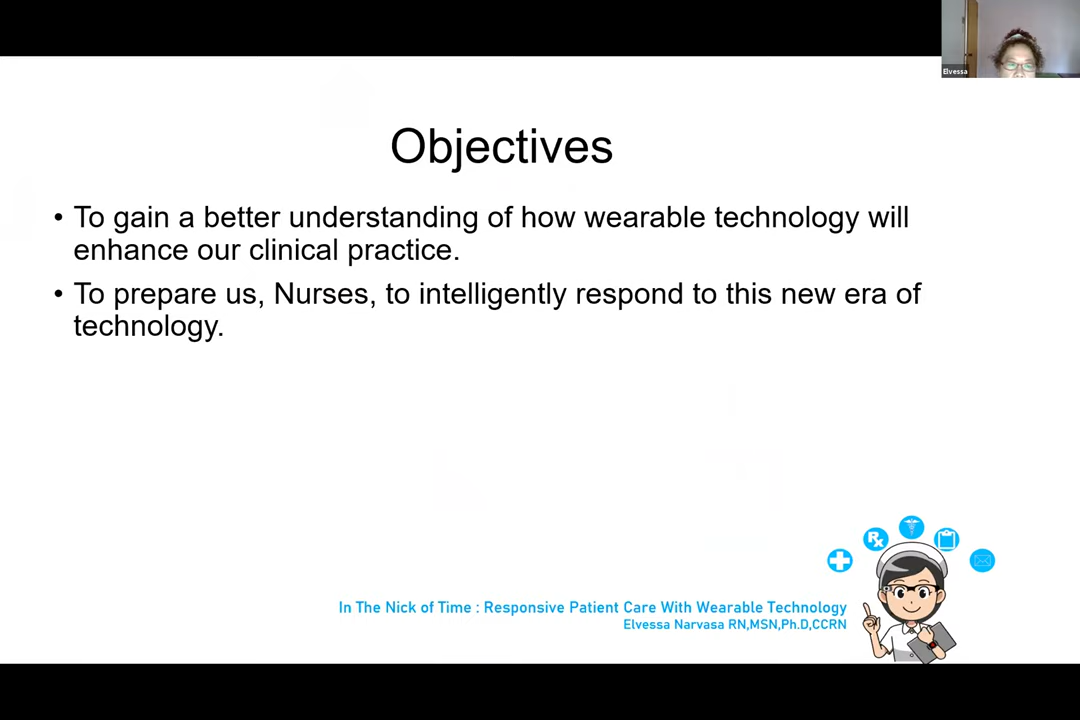 Elvessa
Objectives
• To gain a better understanding of how wearable technology will
enhance our clinical practice.
• To prepare us, Nurses, to intelligently respond to this new era of
technology.
Rx
In The Nick of Time : Responsive Patient Care With Wearable Technology
Elvessa Narvasa RN,MSN,Ph.D,CCRN